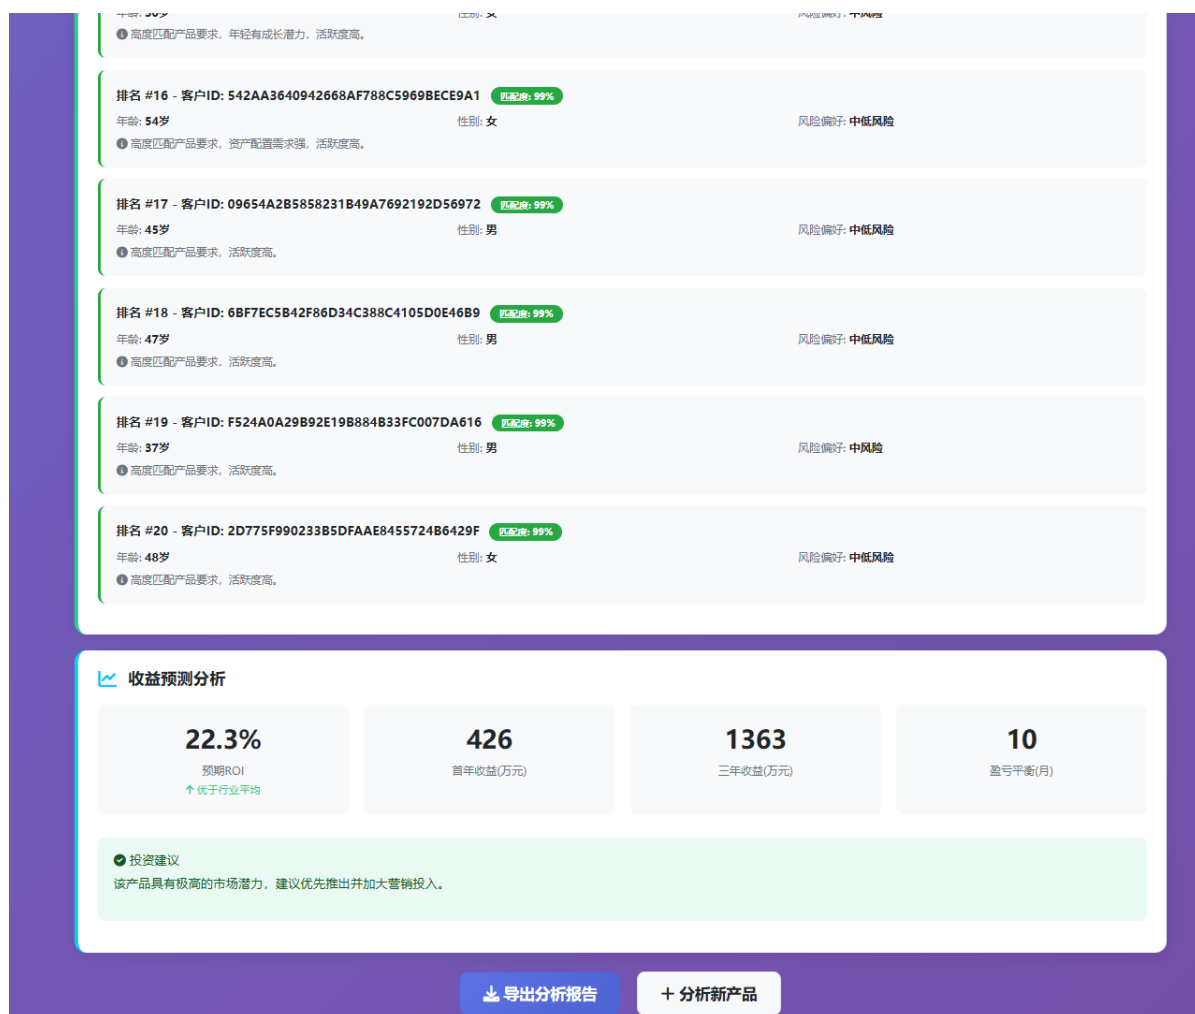 年龄: 30岁 性别: 女 风险偏好: 中风险
高度匹配产品要求，年轻有成长潜力，活跃度高。
排名 #16 - 客户ID: 542AA3640942668AF788C5969BECE9A1 匹配度: 99%
年龄: 54岁 性别: 女 风险偏好: 中低风险
高度匹配产品要求，资产配置需求强，活跃度高。
排名 #17 - 客户ID: 09654A2B5858231B49A7692192D56972 匹配度: 99%
年龄: 45岁 性别: 男 风险偏好: 中低风险
高度匹配产品要求，活跃度高。
排名 #18 - 客户ID: 6BF7EC5B42F86D34C388C4105D0E46B9 匹配度: 99%
年龄: 47岁 性别: 男 风险偏好: 中低风险
高度匹配产品要求，活跃度高。
排名 #19 - 客户ID: F524A0A29B92E19B884B33FC007DA616 匹配度: 99%
年龄: 37岁 性别: 男 风险偏好: 中风险
高度匹配产品要求，活跃度高。
排名 #20 - 客户ID: 2D775F990233B5DFAAE8455724B6429F 匹配度: 99%
年龄: 48岁 性别: 女 风险偏好: 中低风险
高度匹配产品要求，活跃度高。
收益预测分析
22.3% 426 1363 10
预期ROI 首年收益(万元) 三年收益(万元) 盈亏平衡(月)
优于行业平均
投资建议
该产品具有极高的市场潜力，建议优先推出并加大营销投入。
导出分析报告 分析新产品